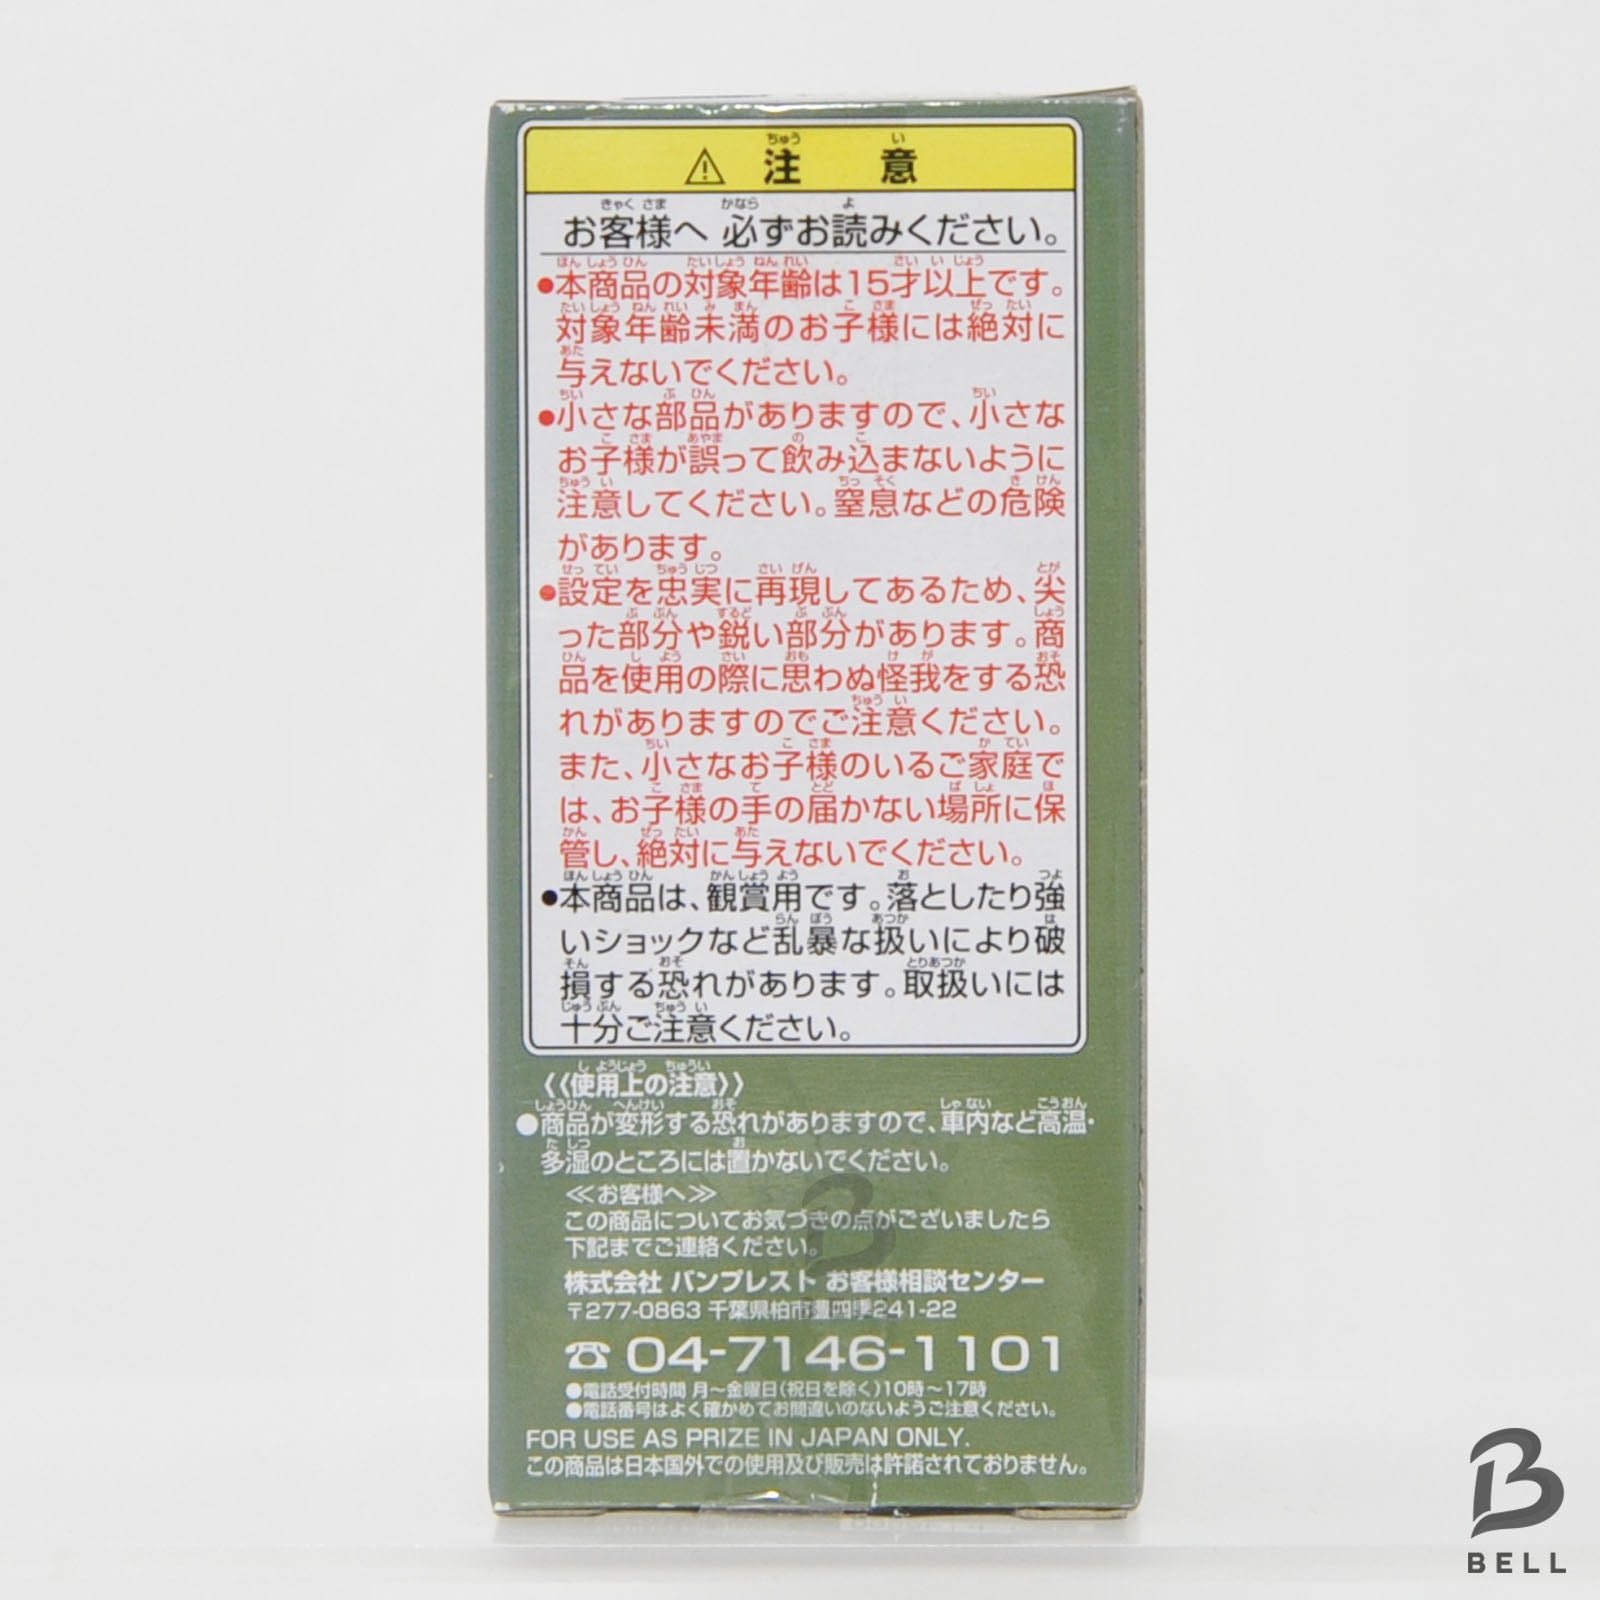 ⚠ 注意
お客様へ 必ずお読みください。
●本商品の対象年齢は15才以上です。
対象年齢未満のお子様には絶対に
与えないでください。
●小さな部品がありますので、小さな
お子様が誤って飲み込まないように
注意してください。窒息などの危険
があります。
●設定を忠実に再現してあるため、尖
った部分や鋭い部分があります。商
品を使用の際に思わぬ怪我をする恐
れがありますのでご注意ください。
また、小さなお子様のいるご家庭で
は、お子様の手の届かない場所に保
管し、絶対に与えないでください。
●本商品は、観賞用です。落としたり強
いショックなど乱暴な扱いにより破
損する恐れがあります。取扱いには
十分ご注意ください。
《使用上の注意》
●商品が変形する恐れがありますので、車内など高温・
多湿のところには置かないでください。
≪お客様へ≫
この商品についてお気づきの点がございましたら
下記までご連絡ください。
株式会社 バンプレスト お客様相談センター
〒277-0863 千葉県柏市豊四季241-22
☎ 04-7146-1101
●電話受付時間 月～金曜日(祝日を除く)10時～17時
●電話番号はよく確かめてお間違いのないようご注意ください。
FOR USE AS PRIZE IN JAPAN ONLY.
この商品は日本国外での使用及び販売は許諾されておりません。
B
BELL